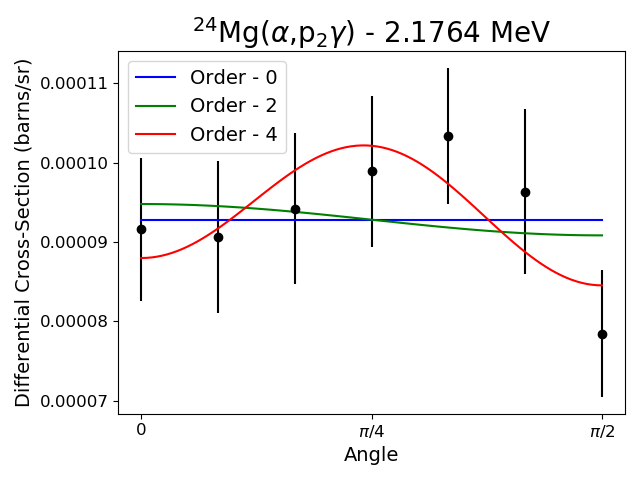 ²⁴Mg(α,p₂γ) - 2.1764 MeV
Order - 0
Order - 2
Order - 4
Differential Cross-Section (barns/sr)
0.00011
0.00010
0.00009
0.00008
0.00007
0
π/4
π/2
Angle